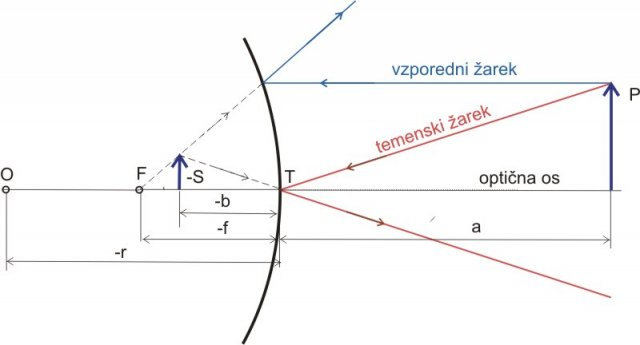 vzporedni žarek
P
temenski žarek
O
F
-S
T
optična os
-b
-f
a
-r